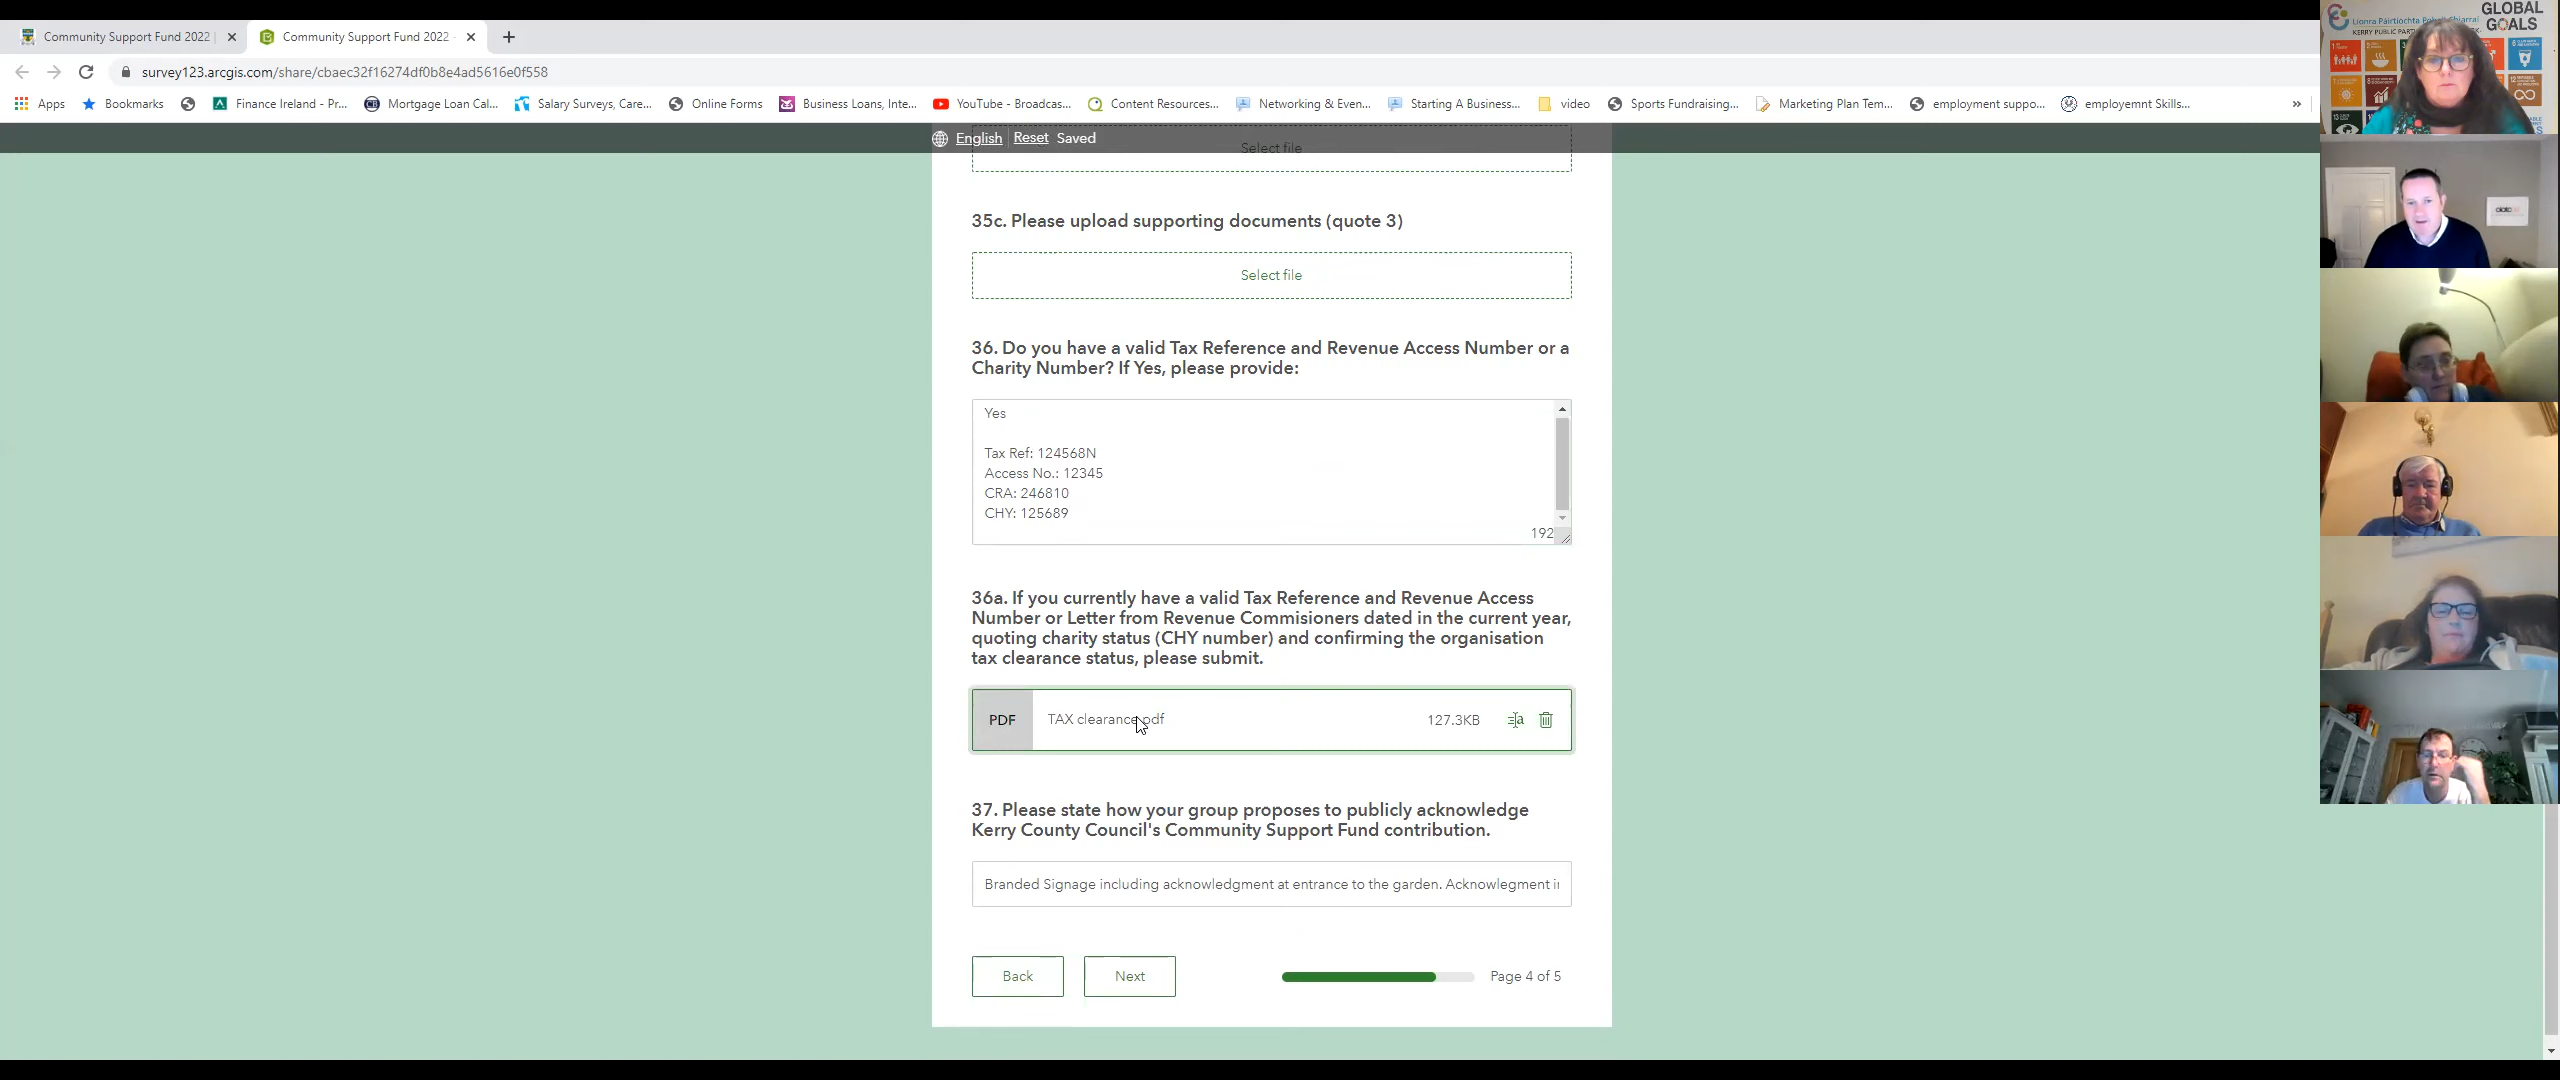 Community Support Fund 2022
Community Support Fund 2022
survey123.arcgis.com/share/cbaec32f16274df0b8e4ad5616e0f558
Apps Bookmarks Finance Ireland - Pr... Mortgage Loan Cal... Salary Surveys, Care... Online Forms Business Loans, Inte... YouTube - Broadcas... Content Resources... Networking & Even... Starting A Business... video Sports Fundraising... Marketing Plan Tem... employment suppo... employemnt Skills... »
English Reset Saved
Select file
35c. Please upload supporting documents (quote 3)
Select file
36. Do you have a valid Tax Reference and Revenue Access Number or a
Charity Number? If Yes, please provide:
Yes
Tax Ref: 124568N
Access No.: 12345
CRA: 246810
CHY: 125689
192
36a. If you currently have a valid Tax Reference and Revenue Access
Number or Letter from Revenue Commisioners dated in the current year,
quoting charity status (CHY number) and confirming the organisation
tax clearance status, please submit.
PDF TAX clearance.pdf 127.3KB
37. Please state how your group proposes to publicly acknowledge
Kerry County Council's Community Support Fund contribution.
Branded Signage including acknowledgment at entrance to the garden. Acknowlegment in
Back Next Page 4 of 5
GLOBAL
GOALS
KERRY PUBLIC